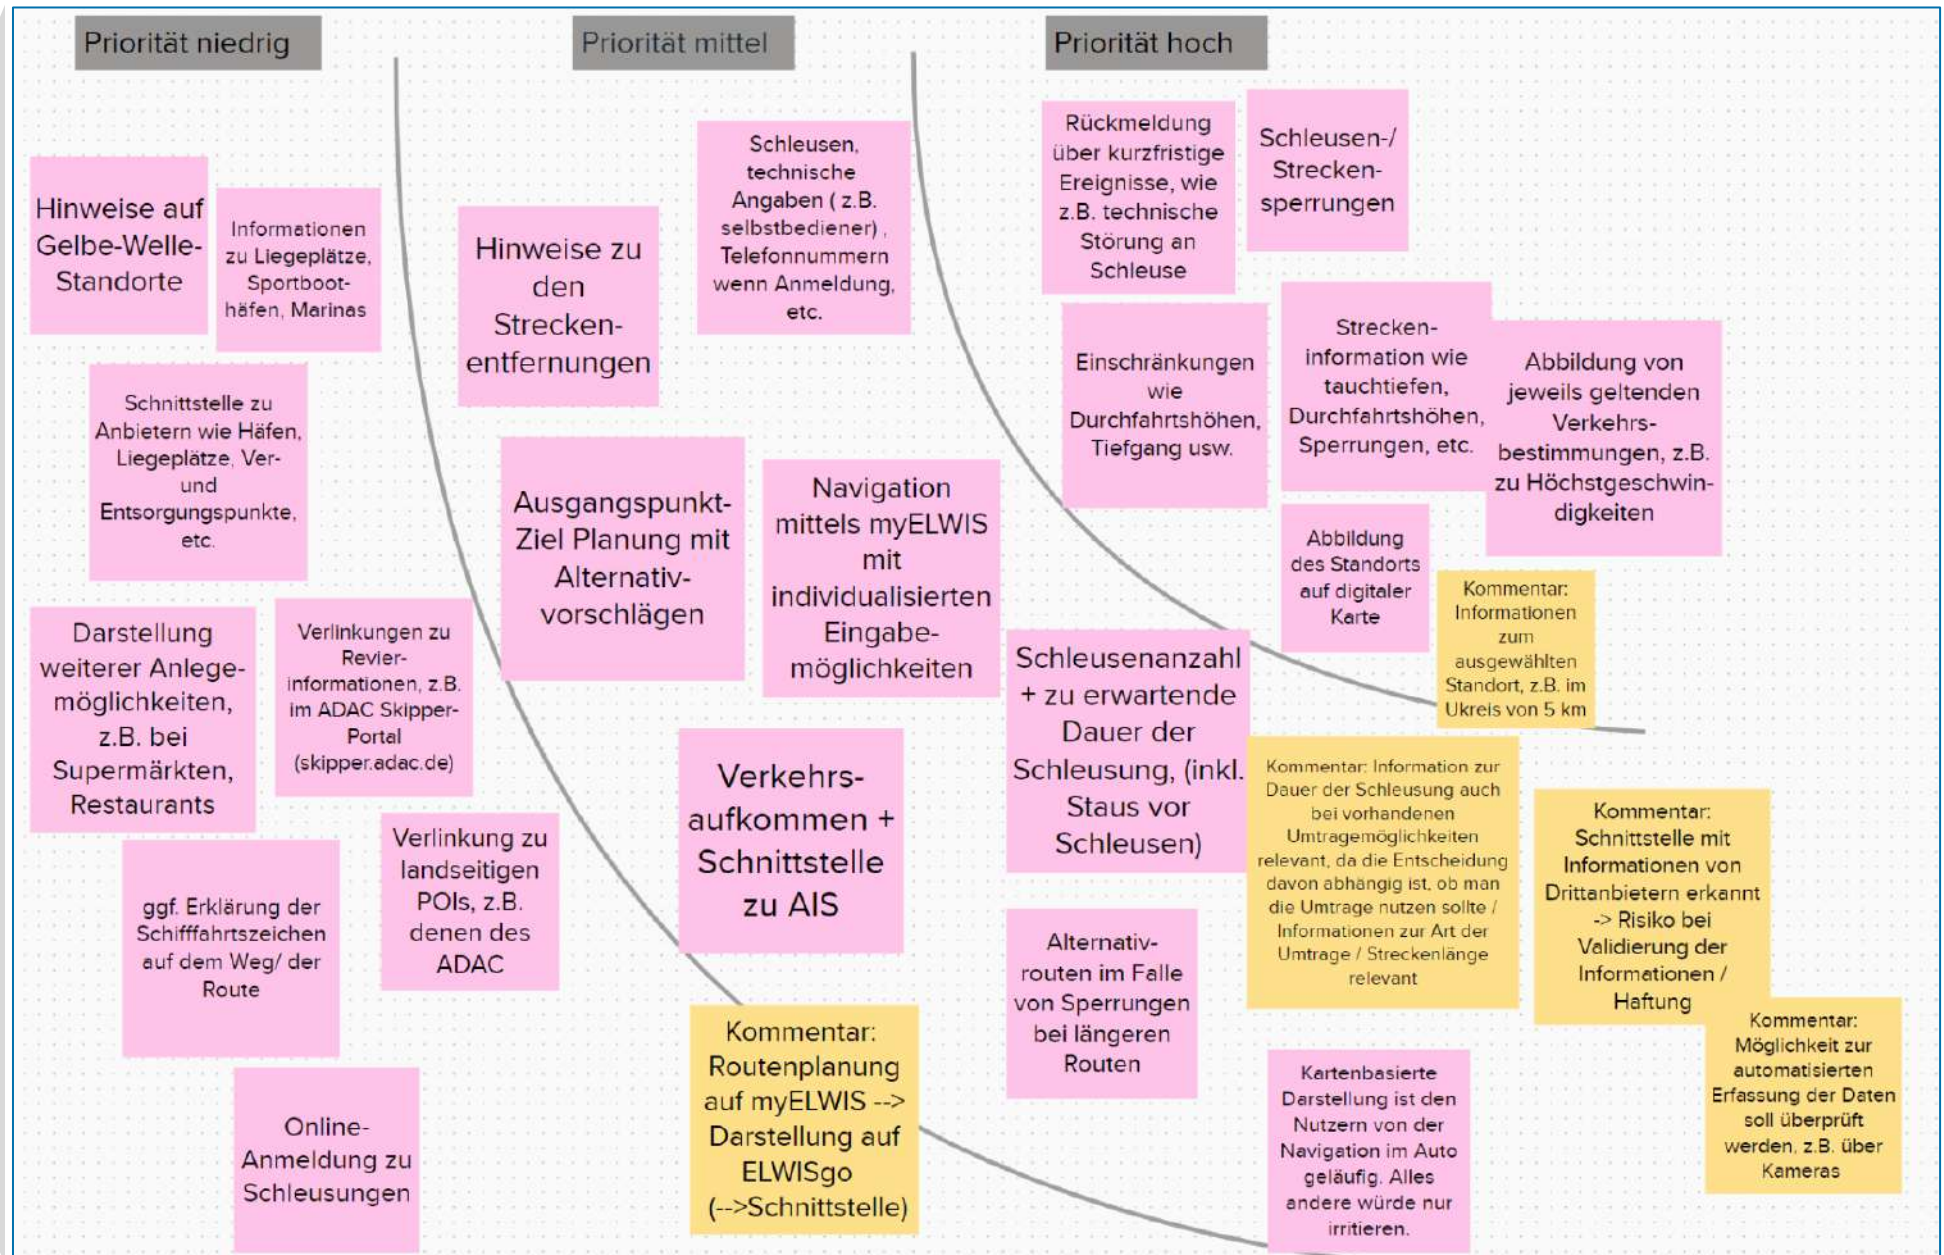 Priorität niedrig
Priorität mittel
Priorität hoch
Hinweise auf
Gelbe-Welle-
Standorte
Informationen
zu Liegeplätze,
Sportboot-
häfen, Marinas
Schnittstelle zu
Anbietern wie Häfen,
Liegeplätze, Ver-
und
Entsorgungspunkte,
etc.
Darstellung
weiterer Anlege-
möglichkeiten,
z.B. bei
Supermärkten,
Restaurants
Verlinkungen zu
Revier-
informationen, z.B.
im ADAC Skipper-
Portal
(skipper.adac.de)
ggf. Erklärung der
Schifffahrtszeichen
auf dem Weg/ der
Route
Verlinkung zu
landseitigen
POIs, z.B.
denen des
ADAC
Online-
Anmeldung zu
Schleusungen
Hinweise zu
den
Strecken-
entfernungen
Schleusen,
technische
Angaben ( z.B.
selbstbediener) ,
Telefonnummern
wenn Anmeldung,
etc.
Ausgangspunkt-
Ziel Planung mit
Alternativ-
vorschlägen
Navigation
mittels myELWIS
mit
individualisierten
Eingabe-
möglichkeiten
Verkehrs-
aufkommen +
Schnittstelle
zu AIS
Kommentar:
Routenplanung
auf myELWIS -->
Darstellung auf
ELWISgo
(-->Schnittstelle)
Schleusenanzahl
+ zu erwartende
Dauer der
Schleusung, (inkl.
Staus vor
Schleusen)
Kommentar: Information zur
Dauer der Schleusung auch
bei vorhandenen
Umtragemöglichkeiten
relevant, da die Entscheidung
davon abhängig ist, ob man
die Umtrage nutzen sollte /
Informationen zur Art der
Umtrage / Streckenlänge
relevant
Alternativ-
routen im Falle
von Sperrungen
bei längeren
Routen
Kartenbasierte
Darstellung ist den
Nutzern von der
Navigation im Auto
geläufig. Alles
andere würde nur
irritieren.
Rückmeldung
über kurzfristige
Ereignisse, wie
z.B. technische
Störung an
Schleuse
Schleusen-/
Strecken-
sperrungen
Einschränkungen
wie
Durchfahrtshöhen,
Tiefgang usw.
Strecken-
information wie
tauchtiefen,
Durchfahrtshöhen,
Sperrungen, etc.
Abbildung von
jeweils geltenden
Verkehrs-
bestimmungen, z.B.
zu Höchstgeschwin-
digkeiten
Abbildung
des Standorts
auf digitaler
Karte
Kommentar:
Informationen
zum
ausgewählten
Standort, z.B. im
Ukreis von 5 km
Kommentar:
Schnittstelle mit
Informationen von
Drittanbietern erkannt
-> Risiko bei
Validierung der
Informationen /
Haftung
Kommentar:
Möglichkeit zur
automatisierten
Erfassung der Daten
soll überprüft
werden, z.B. über
Kameras